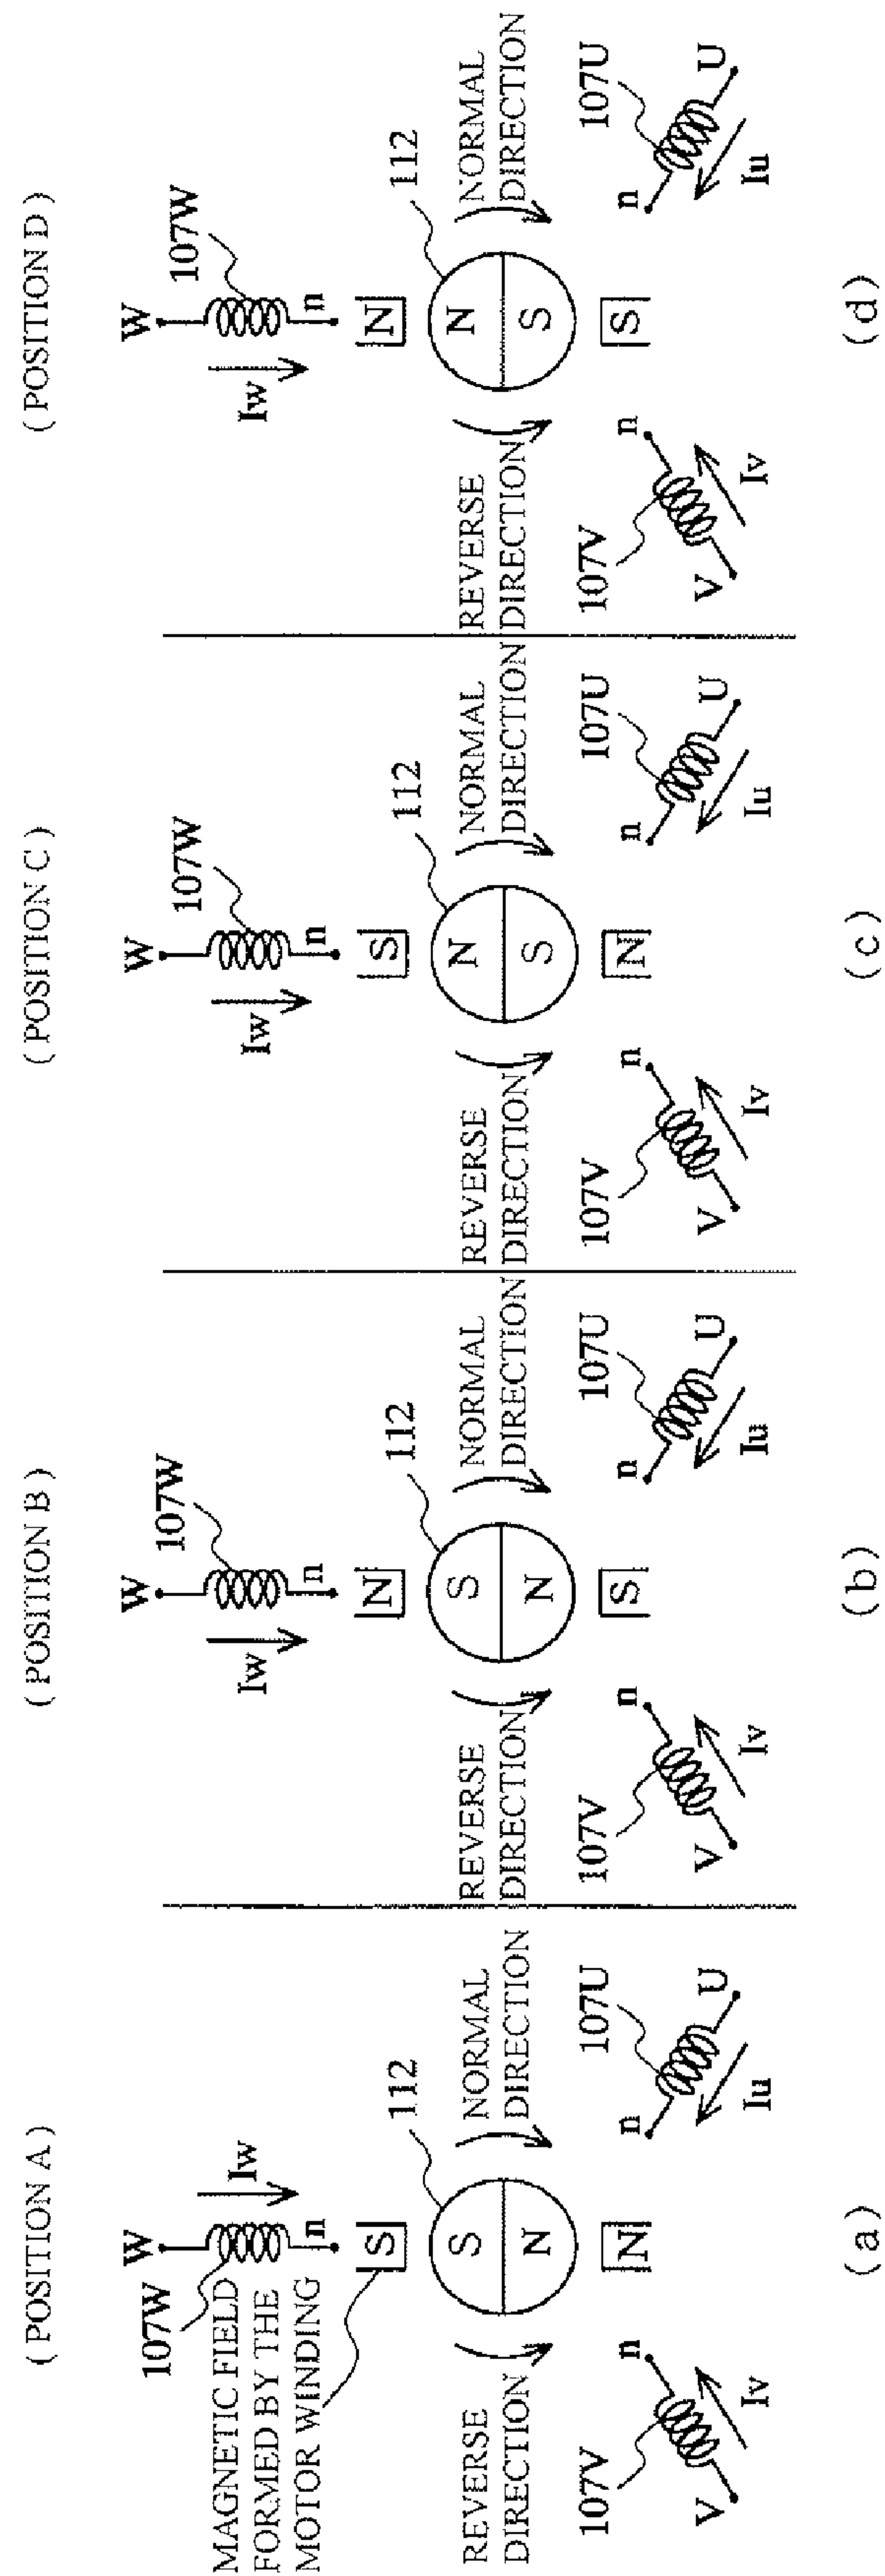 ( POSITION A )
W
107W
Iw
n
MAGNETIC FIELD
FORMED BY THE
MOTOR WINDING
S
112
S
N
REVERSE
DIRECTION
NORMAL
DIRECTION
N
n
107V
V
Iv
n
107U
U
Iu
(a)
( POSITION B )
W
107W
Iw
n
N
112
S
N
REVERSE
DIRECTION
NORMAL
DIRECTION
S
n
107V
V
Iv
n
107U
U
Iu
(b)
( POSITION C )
W
107W
Iw
n
S
112
N
S
REVERSE
DIRECTION
NORMAL
DIRECTION
N
n
107V
V
Iv
n
107U
U
Iu
(c)
( POSITION D )
W
107W
Iw
n
N
112
N
S
REVERSE
DIRECTION
NORMAL
DIRECTION
S
n
107V
V
Iv
n
107U
U
Iu
(d)